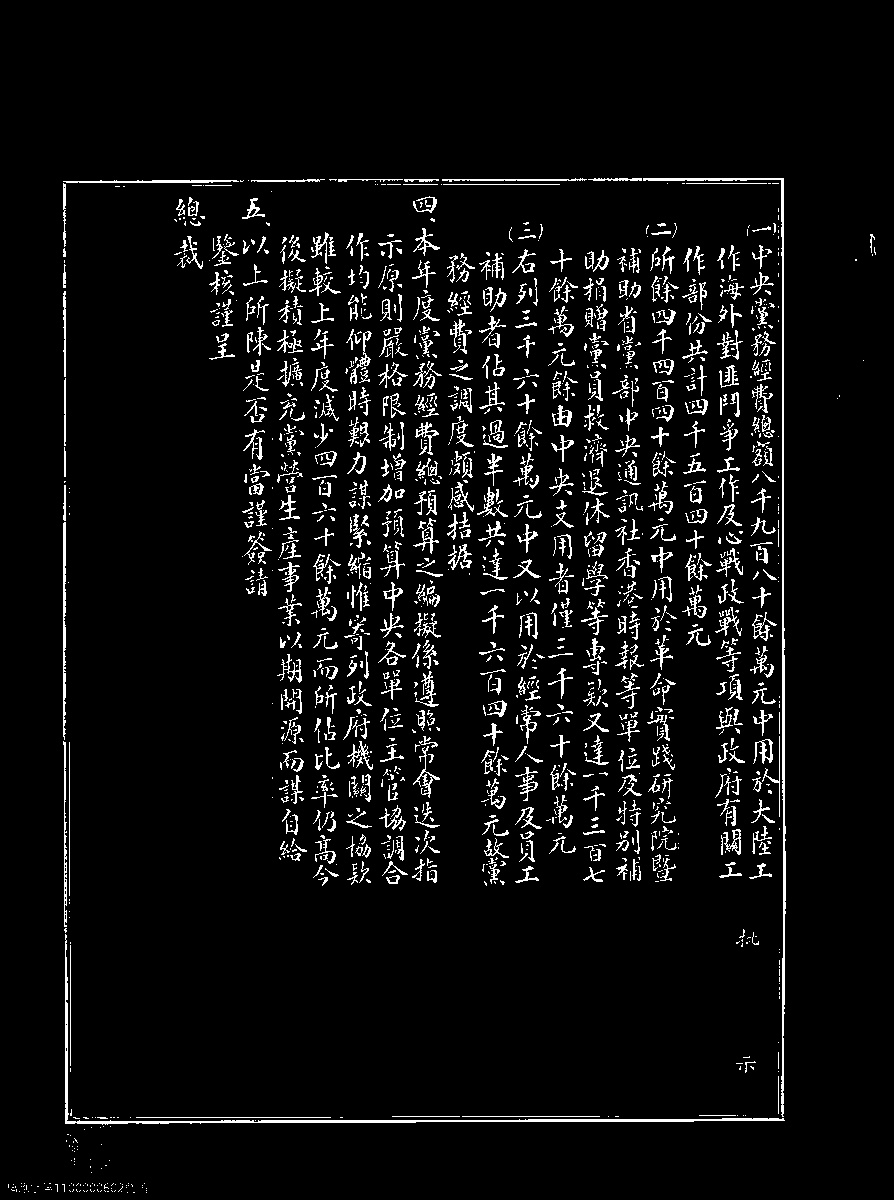 ㈠中央黨務經費總額八千九百八十餘萬元中用於大陸工
作海外對匪鬥爭工作及心戰政戰等項與政府有關工
作部份共計四千五百四十餘萬元
㈡所餘四千四百四十餘萬元中用於革命實踐研究院暨
補助省黨部中央通訊社香港時報等單位及特別補
助捐贈黨員救濟退休留學等專款又達一千三百七
十餘萬元餘由中央支用者僅三千六十餘萬元
㈢右列三千六十餘萬元中又以用於經常人事及員工
補助者佔其過半數共達一千六百四十餘萬元故黨
務經費之調度頗感拮据
四、本年度黨務經費總預算之編擬係遵照常會迭次指
示原則嚴格限制增加預算中央各單位主管協調合
作均能仰體時艱力謀緊縮惟寄列政府機關之協款
雖較上年度減少四百六十餘萬元而所佔比率仍高今
後擬積極擴充黨營生產事業以期開源而謀自給
五、以上所陳是否有當謹簽請
鑒核謹呈
總裁
批示